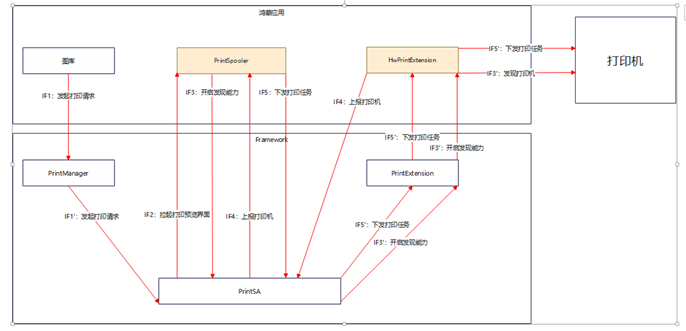 鸿蒙应用
图库
PrintSpooler
HwPrintExtension
打印机
IF5'：下发打印任务
IF3'：发现打印机
IF1：发起打印请求
IF3：开启发现能力
IF5：下发打印任务
IF4：上报打印机
IF5''：下发打印任务
IF3'：开启发现能力
Framework
PrintManager
PrintExtension
IF1'：发起打印请求
IF2：拉起打印预览界面
IF4：上报打印机
IF5'：下发打印任务
IF3'：开启发现能力
PrintSA